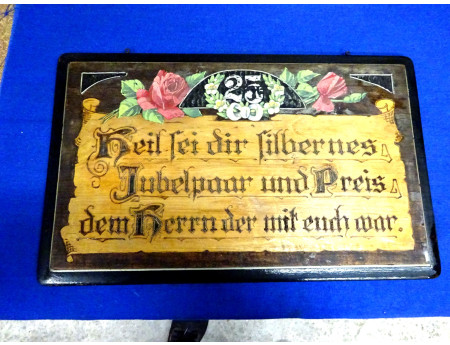 25
Heil sei dir silbernes
Jubelpaar und Preis
dem Herrn der mit euch war.